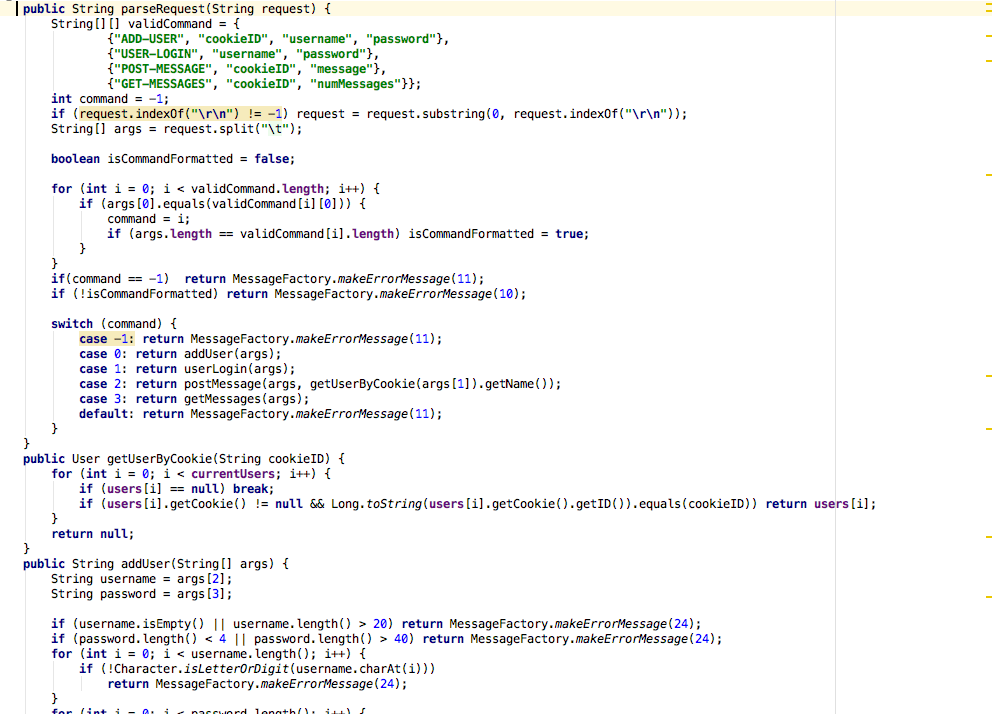 public String parseRequest(String request) {
    String[][] validCommand = {
            {"ADD-USER", "cookieID", "username", "password"},
            {"USER-LOGIN", "username", "password"},
            {"POST-MESSAGE", "cookieID", "message"},
            {"GET-MESSAGES", "cookieID", "numMessages"}};
    int command = -1;
    if (request.indexOf("\r\n") != -1) request = request.substring(0, request.indexOf("\r\n"));
    String[] args = request.split("\t");

    boolean isCommandFormatted = false;

    for (int i = 0; i < validCommand.length; i++) {
        if (args[0].equals(validCommand[i][0])) {
            command = i;
            if (args.length == validCommand[i].length) isCommandFormatted = true;
        }
    }
    if(command == -1)  return MessageFactory.makeErrorMessage(11);
    if (!isCommandFormatted) return MessageFactory.makeErrorMessage(10);

    switch (command) {
        case -1: return MessageFactory.makeErrorMessage(11);
        case 0: return addUser(args);
        case 1: return userLogin(args);
        case 2: return postMessage(args, getUserByCookie(args[1]).getName());
        case 3: return getMessages(args);
        default: return MessageFactory.makeErrorMessage(11);
    }
}
public User getUserByCookie(String cookieID) {
    for (int i = 0; i < currentUsers; i++) {
        if (users[i] == null) break;
        if (users[i].getCookie() != null && Long.toString(users[i].getCookie().getID()).equals(cookieID)) return users[i];
    }
    return null;
}
public String addUser(String[] args) {
    String username = args[2];
    String password = args[3];

    if (username.isEmpty() || username.length() > 20) return MessageFactory.makeErrorMessage(24);
    if (password.length() < 4 || password.length() > 40) return MessageFactory.makeErrorMessage(24);
    for (int i = 0; i < username.length(); i++) {
        if (!Character.isLetterOrDigit(username.charAt(i)))
            return MessageFactory.makeErrorMessage(24);
    }
    for (int i = 0; i < password.length(); i++) {